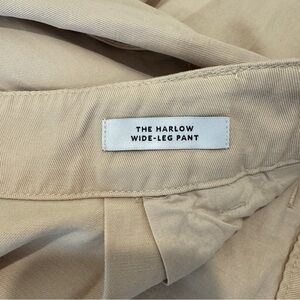 THE HARLOW
WIDE-LEG PANT